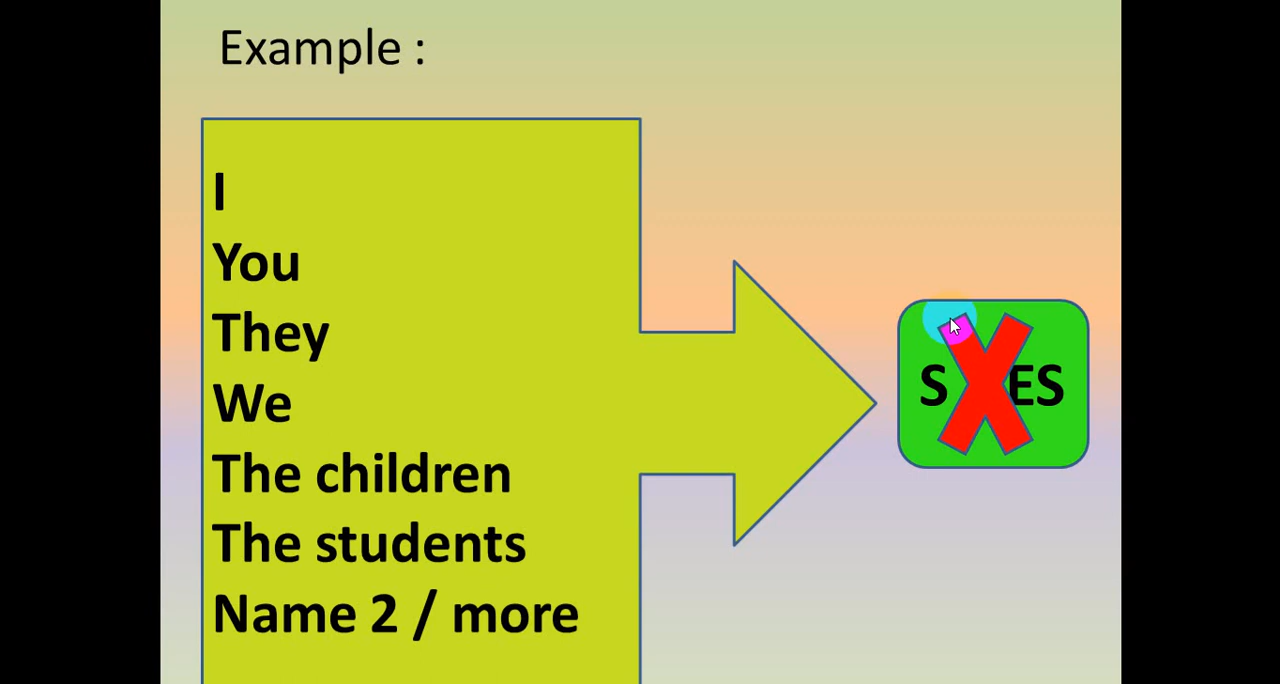 Example :
I
You
They
We
The children
The students
Name 2 / more
S ES